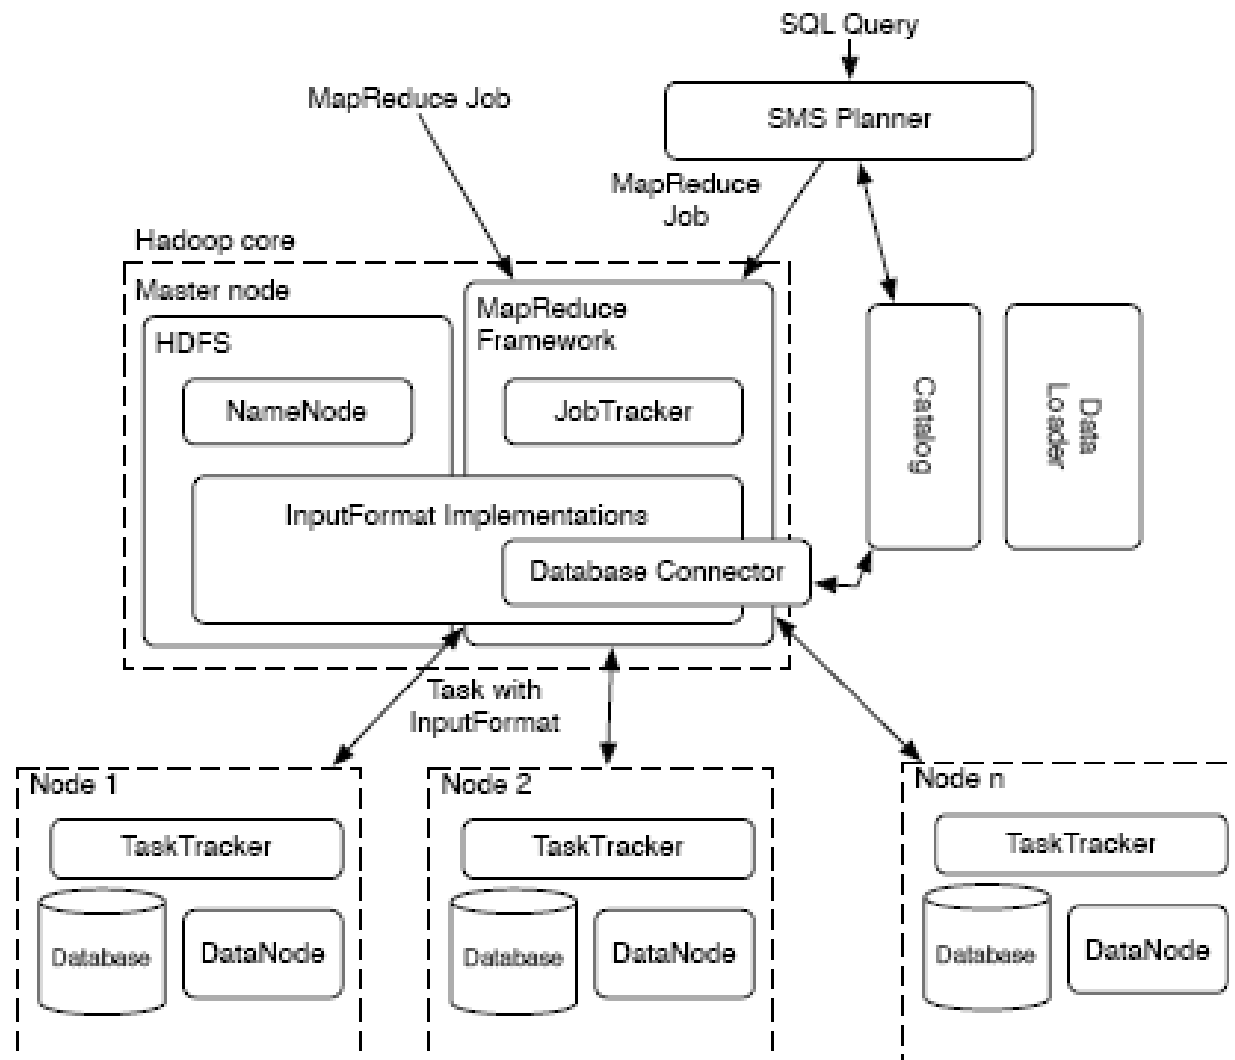 SQL Query
SMS Planner
MapReduce Job
MapReduce
Job
Hadoop core
Master node
HDFS
NameNode
MapReduce
Framework
JobTracker
InputFormat Implementations
Database Connector
Catalog
Data
Loader
Task with
InputFormat
Node 1
TaskTracker
Database
DataNode
Node 2
TaskTracker
Database
DataNode
Node n
TaskTracker
Database
DataNode